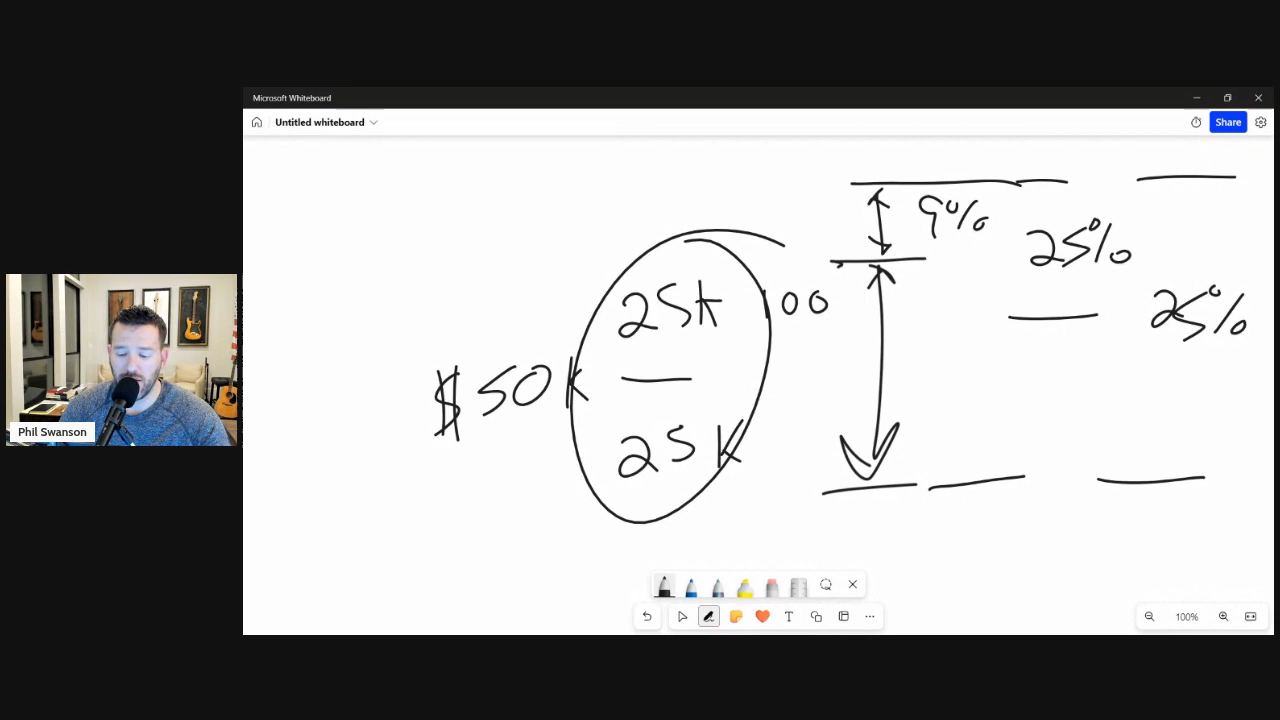 Microsoft Whiteboard
Untitled whiteboard
Share
9%
25%
25K
100
25%
$50K
25K
Phil Swanson
T
100%